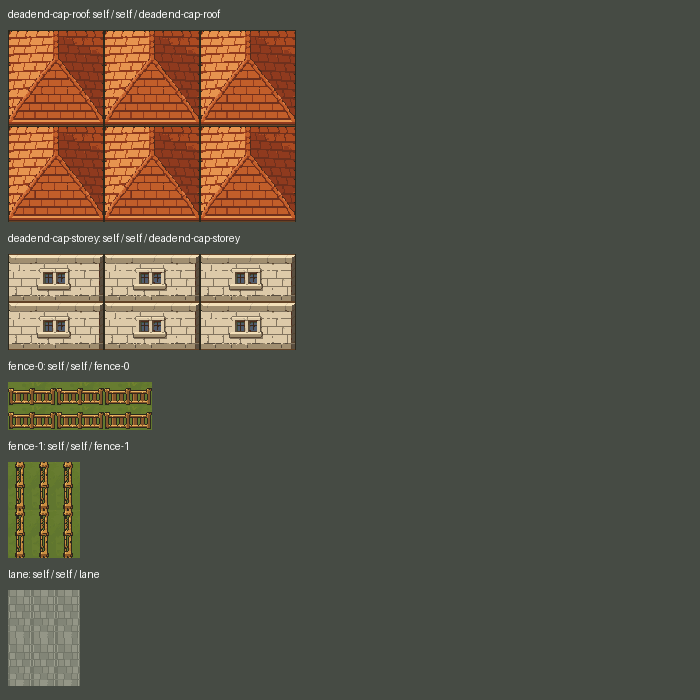 deadend-cap-roof: self / self / deadend-cap-roof
deadend-cap-storey: self / self / deadend-cap-storey
fence-0: self / self / fence-0
fence-1: self / self / fence-1
lane: self / self / lane